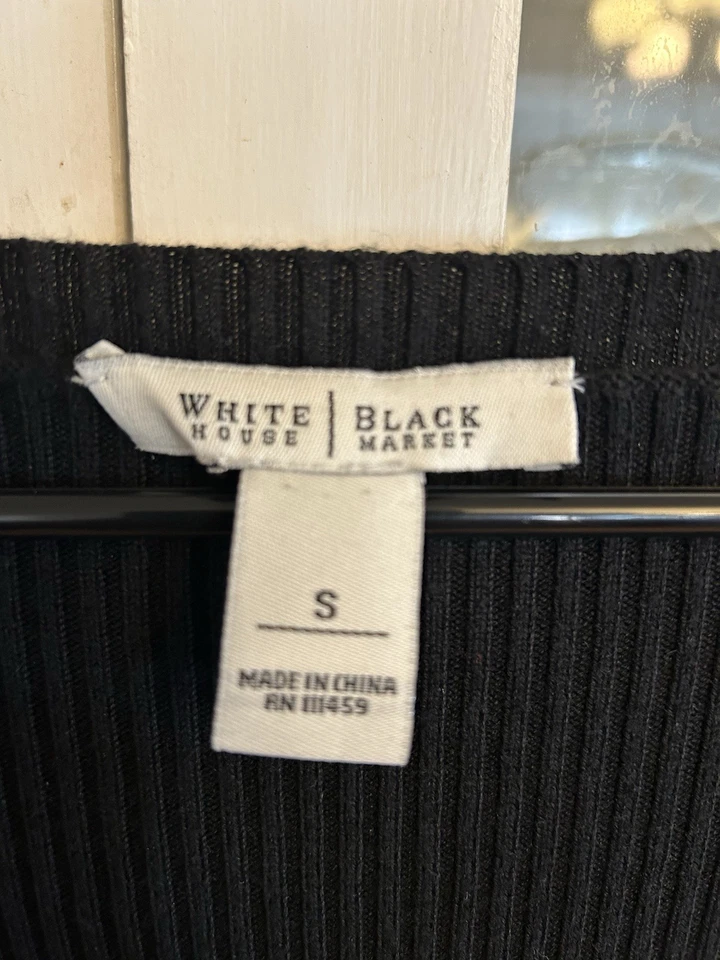 WHITE HOUSE | BLACK MARKET
S
MADE IN CHINA
RN 111459